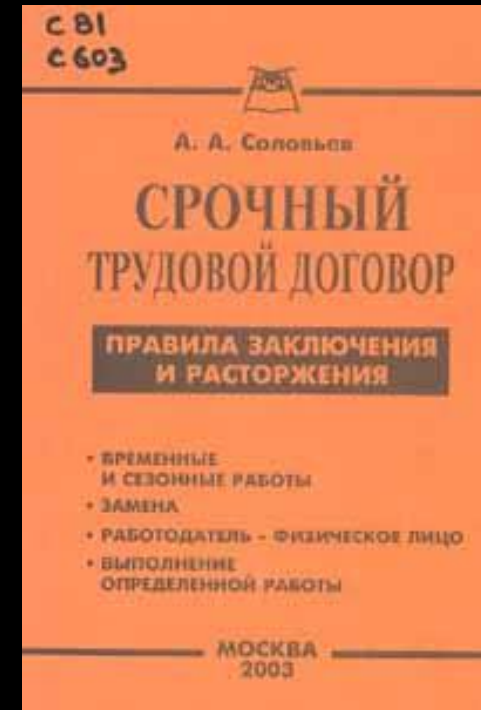 С 81
С 603
А. А. Соловьев
СРОЧНЫЙ
ТРУДОВОЙ ДОГОВОР
ПРАВИЛА ЗАКЛЮЧЕНИЯ
И РАСТОРЖЕНИЯ
• ВРЕМЕННЫЕ
И СЕЗОННЫЕ РАБОТЫ
• ЗАМЕНА
• РАБОТОДАТЕЛЬ - ФИЗИЧЕСКОЕ ЛИЦО
• ВЫПОЛНЕНИЕ
ОПРЕДЕЛЕННОЙ РАБОТЫ
МОСКВА
2003